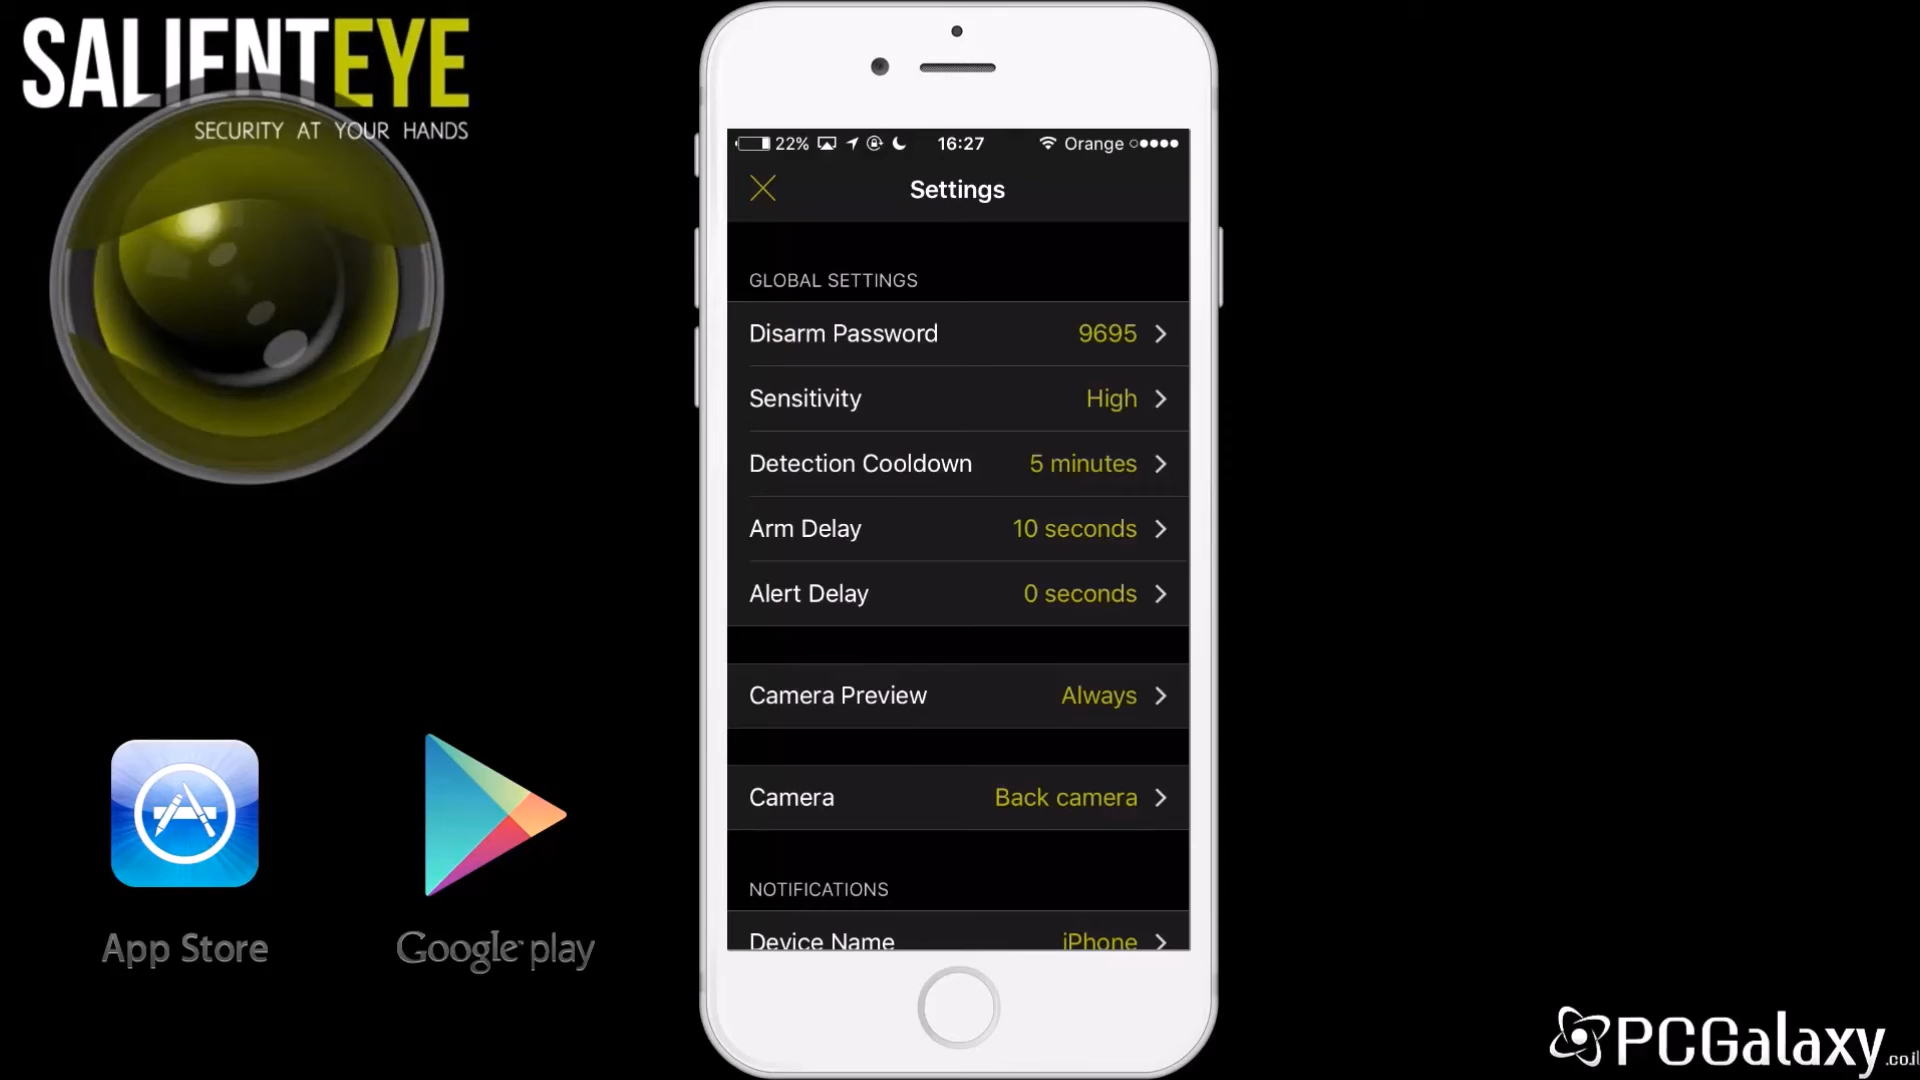 SALIENTEYE
SECURITY AT YOUR HANDS
22% 16:27 Orange
Settings
GLOBAL SETTINGS
Disarm Password 9695
Sensitivity High
Detection Cooldown 5 minutes
Arm Delay 10 seconds
Alert Delay 0 seconds
Camera Preview Always
Camera Back camera
NOTIFICATIONS
Device Name iPhone
App Store
Google play
PCGalaxy.co.il